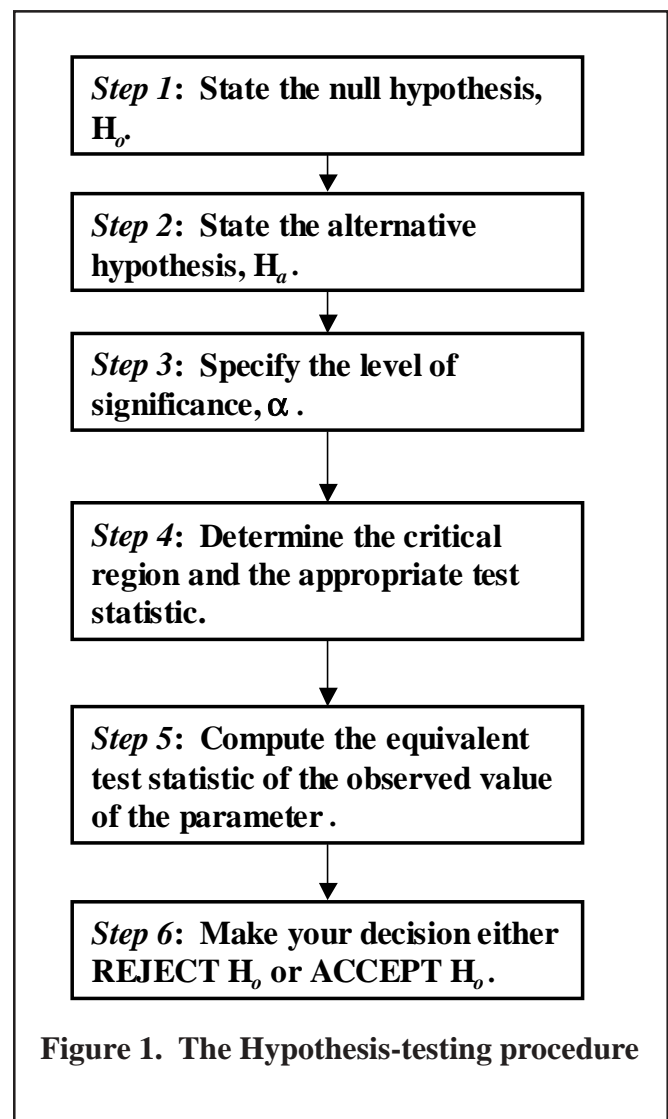 Step 1: State the null hypothesis,
Ho.
Step 2: State the alternative
hypothesis, Ha .
Step 3: Specify the level of
significance, α .
Step 4: Determine the critical
region and the appropriate test
statistic.
Step 5: Compute the equivalent
test statistic of the observed value
of the parameter .
Step 6: Make your decision either
REJECT Ho or ACCEPT Ho .
Figure 1. The Hypothesis-testing procedure